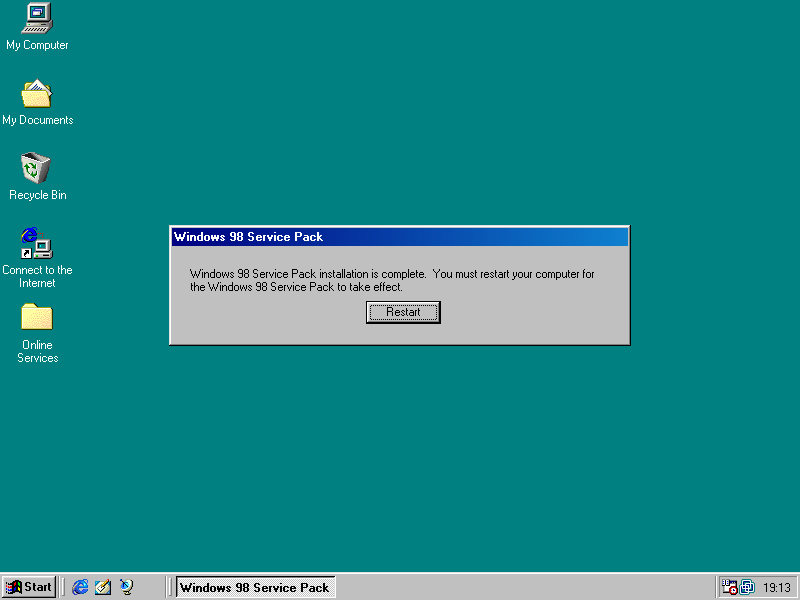 My Computer
My Documents
Recycle Bin
Connect to the
Internet
Online
Services
Windows 98 Service Pack
Windows 98 Service Pack installation is complete.  You must restart your computer for
the Windows 98 Service Pack to take effect.
Restart
Start
Windows 98 Service Pack
19:13